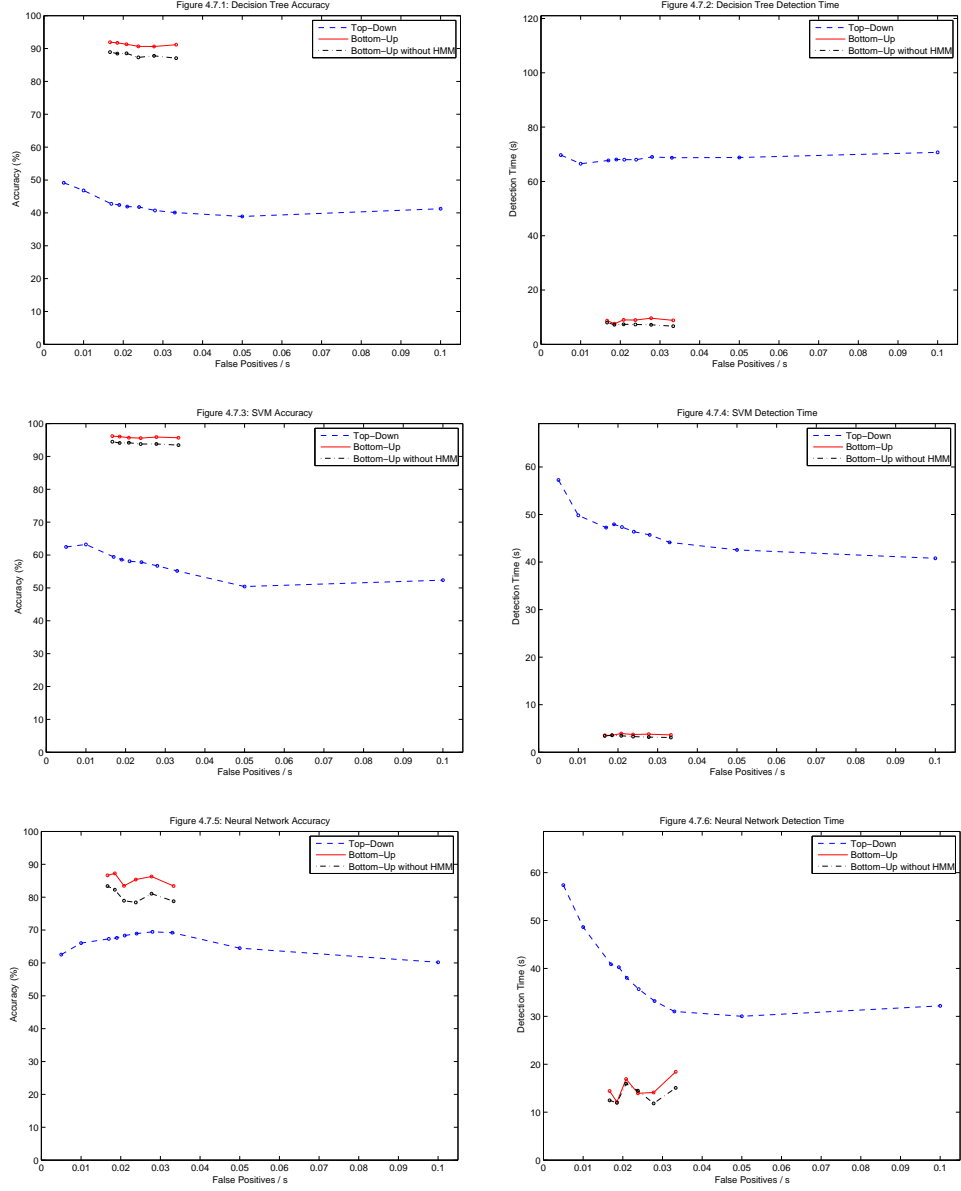 Figure 4.7.1: Decision Tree Accuracy
100
90
80
70
60
50
40
30
20
10
0
Accuracy (%)
Top−Down
Bottom−Up
Bottom−Up without HMM
0 0.01 0.02 0.03 0.04 0.05 0.06 0.07 0.08 0.09 0.1
False Positives / s
Figure 4.7.2: Decision Tree Detection Time
120
100
80
60
40
20
0
Detection Time (s)
Top−Down
Bottom−Up
Bottom−Up without HMM
0 0.01 0.02 0.03 0.04 0.05 0.06 0.07 0.08 0.09 0.1
False Positives / s
Figure 4.7.3: SVM Accuracy
100
90
80
70
60
50
40
30
20
10
0
Accuracy (%)
Top−Down
Bottom−Up
Bottom−Up without HMM
0 0.01 0.02 0.03 0.04 0.05 0.06 0.07 0.08 0.09 0.1
False Positives / s
Figure 4.7.4: SVM Detection Time
60
50
40
30
20
10
0
Detection Time (s)
Top−Down
Bottom−Up
Bottom−Up without HMM
0 0.01 0.02 0.03 0.04 0.05 0.06 0.07 0.08 0.09 0.1
False Positives / s
Figure 4.7.5: Neural Network Accuracy
100
90
80
70
60
50
40
30
20
10
0
Accuracy (%)
Top−Down
Bottom−Up
Bottom−Up without HMM
0 0.01 0.02 0.03 0.04 0.05 0.06 0.07 0.08 0.09 0.1
False Positives / s
Figure 4.7.6: Neural Network Detection Time
60
50
40
30
20
10
0
Detection Time (s)
Top−Down
Bottom−Up
Bottom−Up without HMM
0 0.01 0.02 0.03 0.04 0.05 0.06 0.07 0.08 0.09 0.1
False Positives / s